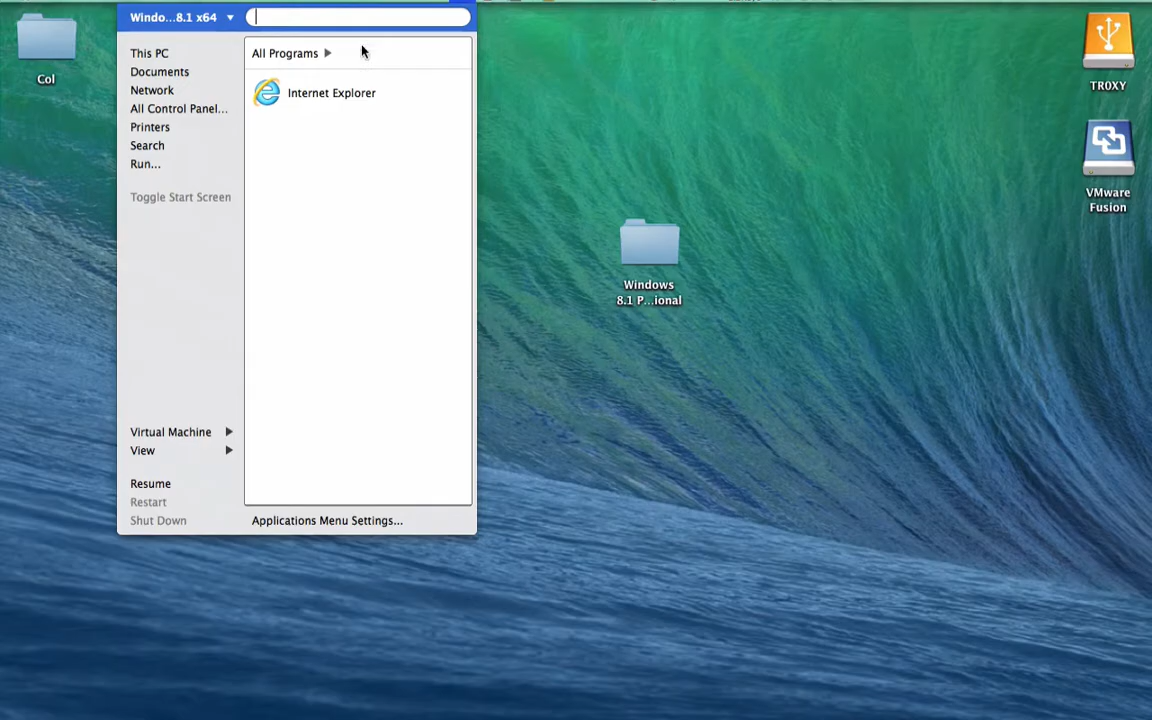 Windo...8.1 x64
This PC
Documents
Network
All Control Panel...
Printers
Search
Run...
Toggle Start Screen
Virtual Machine
View
Resume
Restart
Shut Down
All Programs
Internet Explorer
Applications Menu Settings...
Col
Windows
8.1 P...ional
TR0XY
VMware
Fusion